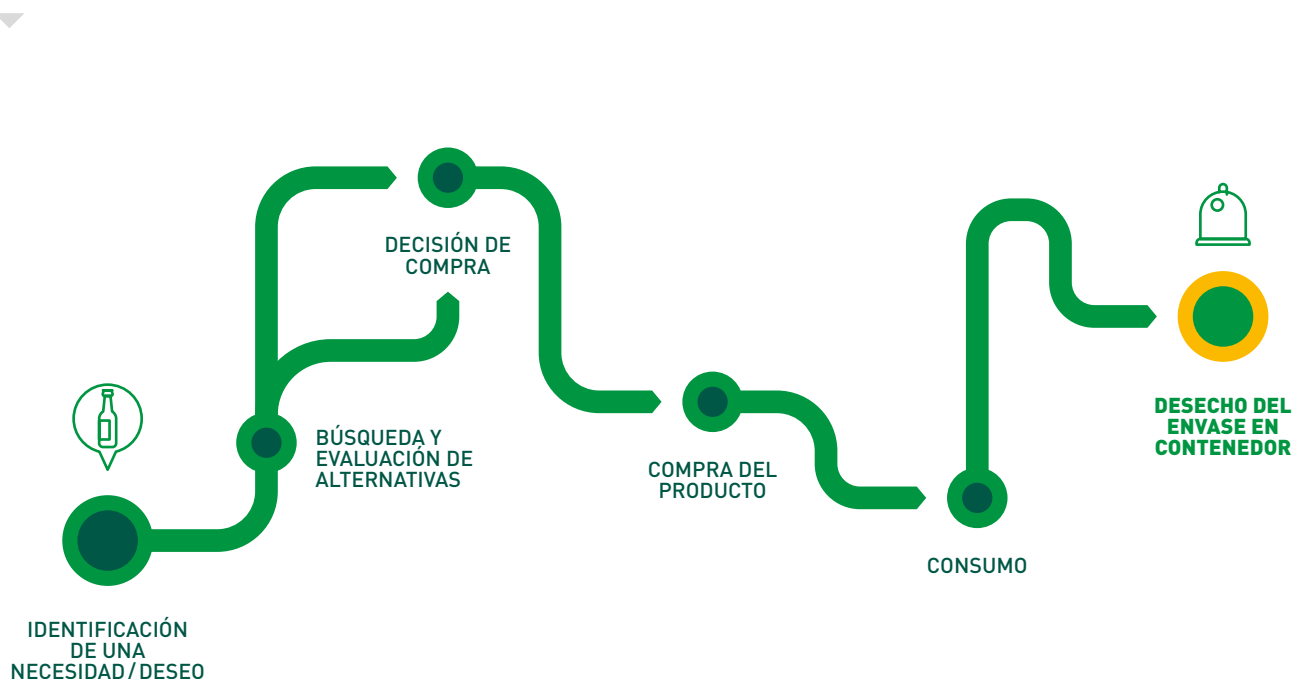 IDENTIFICACIÓN
DE UNA
NECESIDAD/DESEO
BÚSQUEDA Y
EVALUACIÓN DE
ALTERNATIVAS
DECISIÓN DE
COMPRA
COMPRA DEL
PRODUCTO
CONSUMO
DESECHO DEL
ENVASE EN
CONTENEDOR